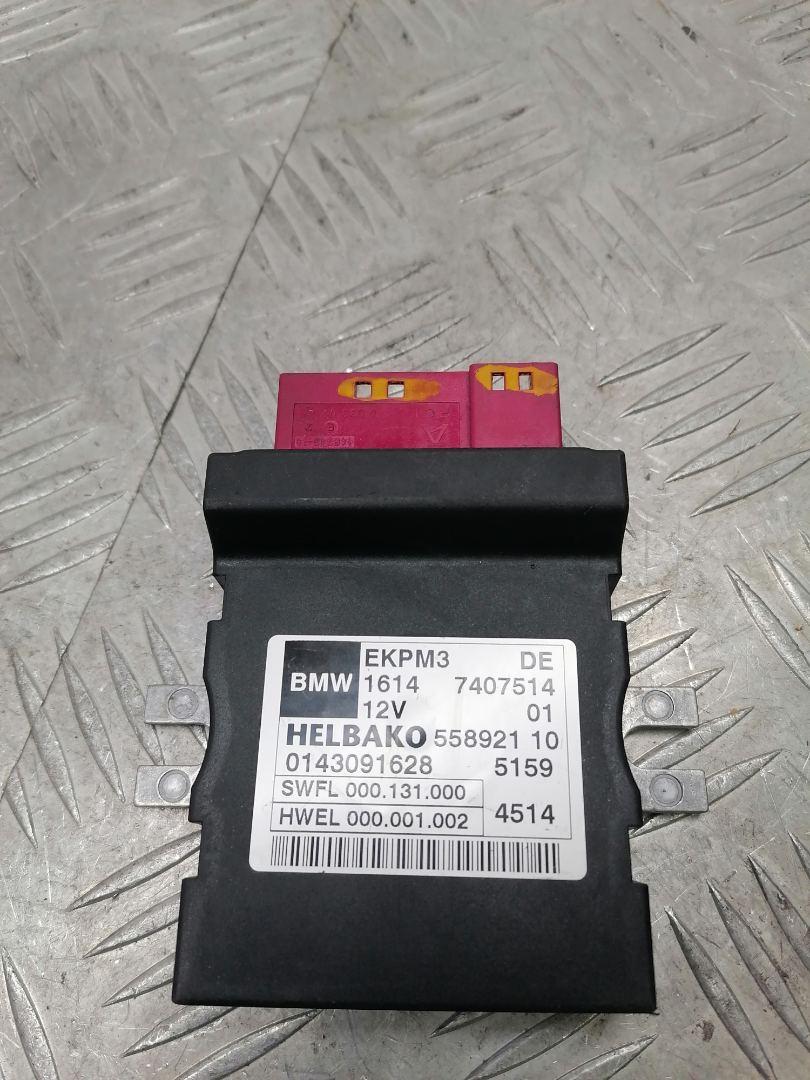 BMW EKPM3 DE
1614 7407514
12V 01
HELBAKO 558921 10
0143091628 5159
SWFL 000.131.000
HWEL 000.001.002 4514